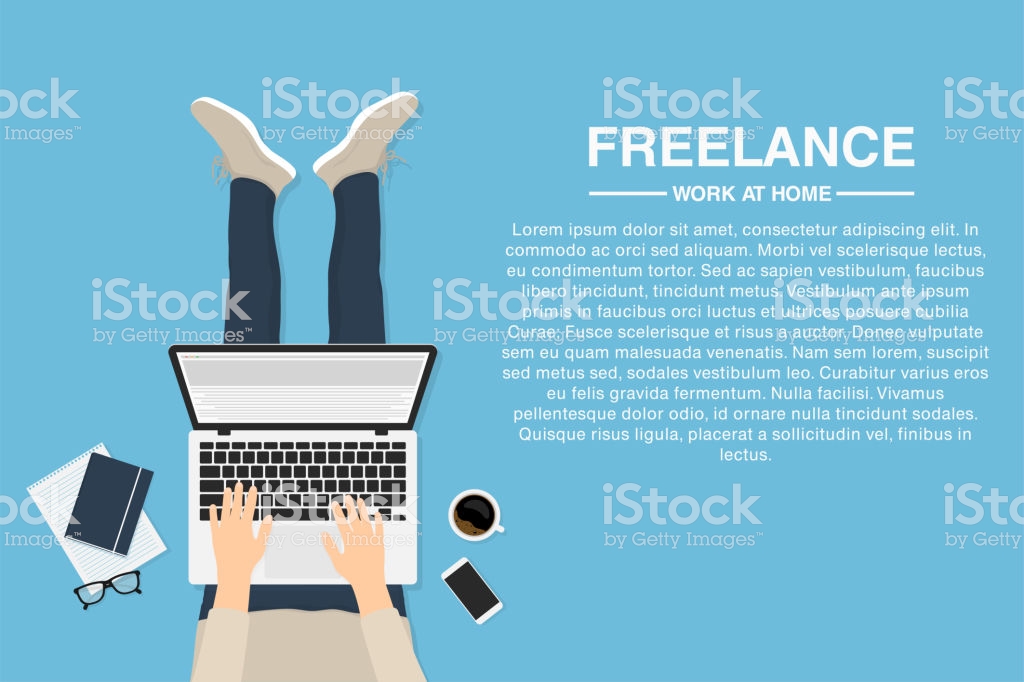 FREELANCE
WORK AT HOME
Lorem ipsum dolor sit amet, consectetur adipiscing elit. In
commodo ac orci sed aliquam. Morbi vel scelerisque lectus,
eu condimentum tortor. Sed ac sapien vestibulum, faucibus
libero tincidunt, tincidunt metus. Vestibulum ante ipsum
primis in faucibus orci luctus et ultrices posuere cubilia
Curae; Fusce scelerisque et risus a auctor. Donec vulputate
sem eu quam malesuada venenatis. Nam sem lorem, suscipit
sed metus in, sodales vestibulum leo. Curabitur varius eros
eu felis gravida fermentum. Nulla facilisi. Vivamus
pellentesque dolor odio, id ornare nulla tincidunt sodales.
Quisque risus ligula, placerat a sollicitudin vel, finibus in
lectus.
iStock
by Getty Images™